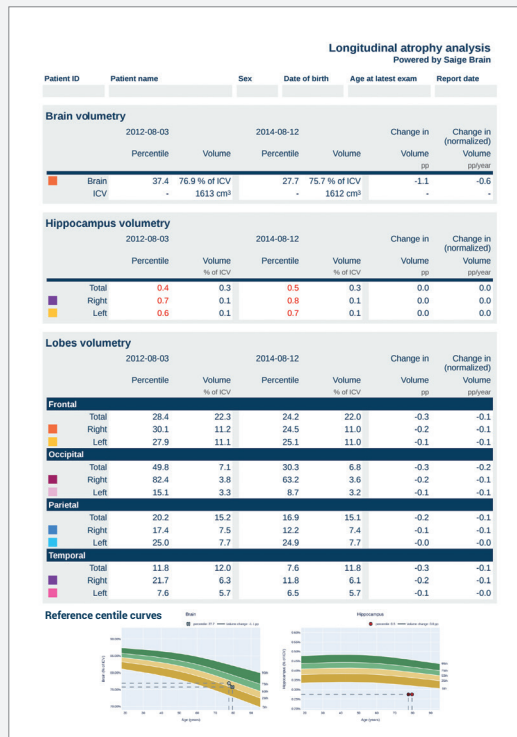 Longitudinal atrophy analysis
Powered by Saige Brain
Patient ID Patient name Sex Date of birth Age at latest exam Report date
Brain volumetry
2012-08-03 2014-08-12 Change in Change in (normalized)
Percentile Volume Percentile Volume Volume Volume
pp pp/year
Brain 37.4 76.9 % of ICV 27.7 75.7 % of ICV -1.1 -0.6
ICV - 1613 cm³ - 1612 cm³ - -
Hippocampus volumetry
2012-08-03 2014-08-12 Change in Change in (normalized)
Percentile Volume Percentile Volume Volume Volume
% of ICV % of ICV pp pp/year
Total 0.4 0.3 0.5 0.3 0.0 0.0
Right 0.7 0.1 0.8 0.1 0.0 0.0
Left 0.6 0.1 0.7 0.1 0.0 0.0
Lobes volumetry
2012-08-03 2014-08-12 Change in Change in (normalized)
Percentile Volume Percentile Volume Volume Volume
% of ICV % of ICV pp pp/year
Frontal
Total 28.4 22.3 24.2 22.0 -0.3 -0.1
Right 30.1 11.2 24.5 11.0 -0.2 -0.1
Left 27.9 11.1 25.1 11.0 -0.1 -0.1
Occipital
Total 49.8 7.1 30.3 6.8 -0.3 -0.2
Right 82.4 3.8 63.2 3.6 -0.2 -0.1
Left 15.1 3.3 8.7 3.2 -0.1 -0.1
Parietal
Total 20.2 15.2 16.9 15.1 -0.2 -0.1
Right 17.4 7.5 12.2 7.4 -0.1 -0.1
Left 25.0 7.7 24.9 7.7 -0.0 -0.0
Temporal
Total 11.8 12.0 7.6 11.8 -0.3 -0.1
Right 21.7 6.3 11.8 6.1 -0.2 -0.1
Left 7.6 5.7 6.5 5.7 -0.1 -0.0
Reference centile curves
Brain Hippocampus
Brain (% of ICV) Hippocampus (% of ICV)
Age (years) Age (years)